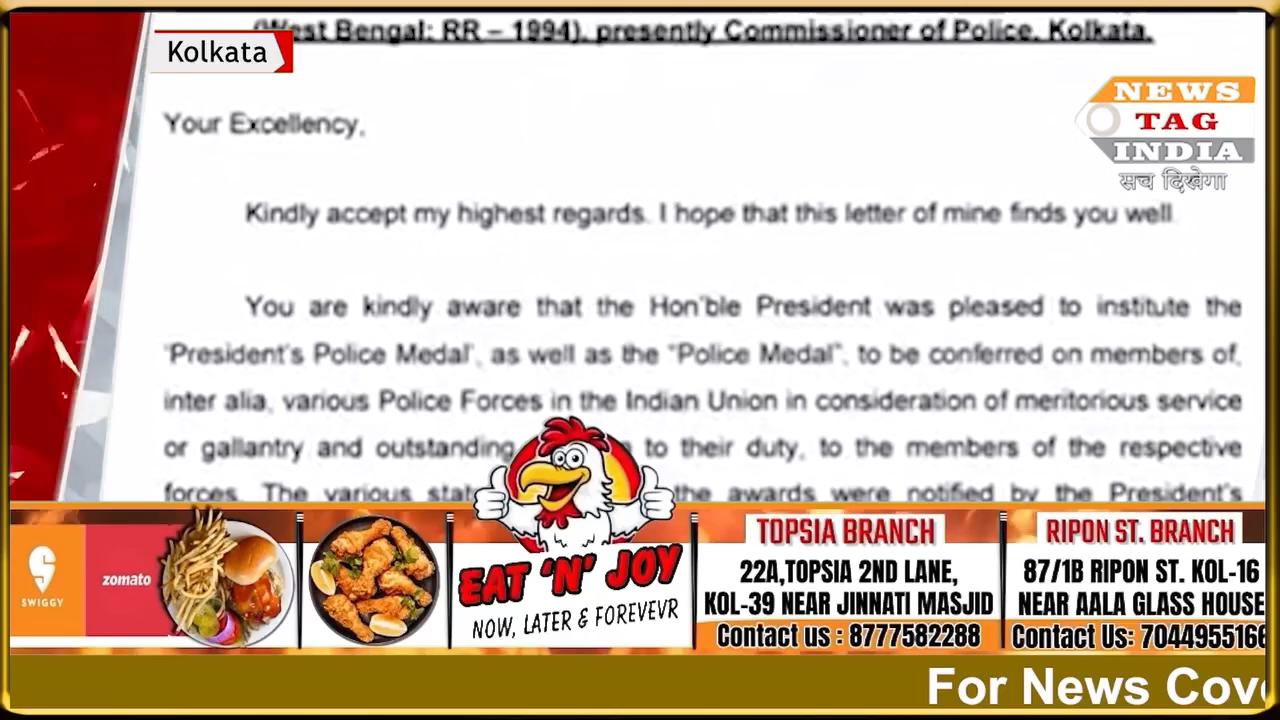 (West Bengal: RR – 1994), presently Commissioner of Police, Kolkata.
Kolkata
NEWS
TAG
INDIA
सच दिखेगा
Your Excellency,
Kindly accept my highest regards. I hope that this letter of mine finds you well
You are kindly aware that the Hon'ble President was pleased to institute the
'President's Police Medal', as well as the "Police Medal", to be conferred on members of,
inter alia, various Police Forces in the Indian Union in consideration of meritorious service
or gallantry and outstanding to their duty, to the members of the respective
forces. The various the awards were notified by the President's
SWIGGY
zomato
EAT 'N' JOY
NOW, LATER & FOREVEVR
TOPSIA BRANCH
22A,TOPSIA 2ND LANE,
KOL-39 NEAR JINNATI MASJID
Contact us : 8777582288
RIPON ST. BRANCH
87/1B RIPON ST. KOL-16
NEAR AALA GLASS HOUSE
Contact Us: 7044955166
For News Cove